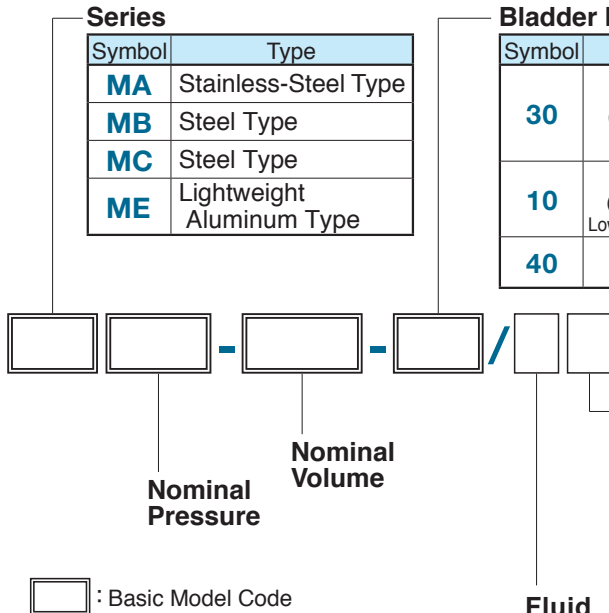 Series
Symbol Type
MA Stainless-Steel Type
MB Steel Type
MC Steel Type
ME Lightweight
Aluminum Type
Bladder
Symbol
30
10
40
- - /
Nominal
Volume
Nominal
Pressure
: Basic Model Code
Fluid